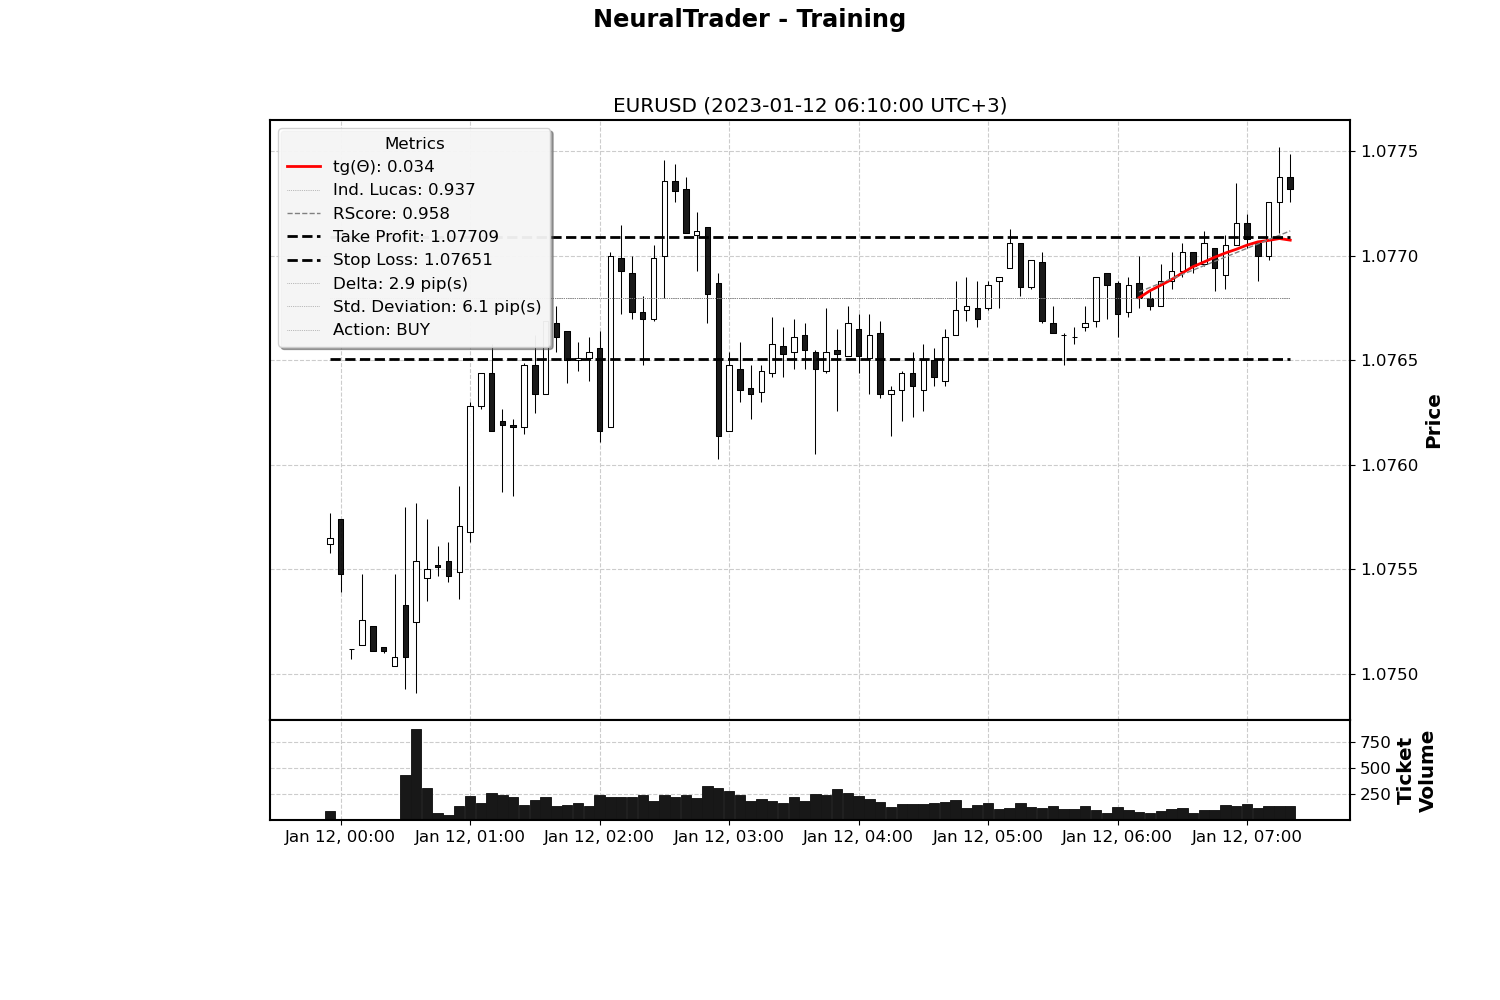 NeuralTrader - Training
EURUSD (2023-01-12 06:10:00 UTC+3)
Metrics
tg(Θ): 0.034
Ind. Lucas: 0.937
RScore: 0.958
Take Profit: 1.07709
Stop Loss: 1.07651
Delta: 2.9 pip(s)
Std. Deviation: 6.1 pip(s)
Action: BUY
1.0775
1.0770
1.0765
1.0760
1.0755
1.0750
Price
750
500
250
Ticket
Volume
Jan 12, 00:00
Jan 12, 01:00
Jan 12, 02:00
Jan 12, 03:00
Jan 12, 04:00
Jan 12, 05:00
Jan 12, 06:00
Jan 12, 07:00